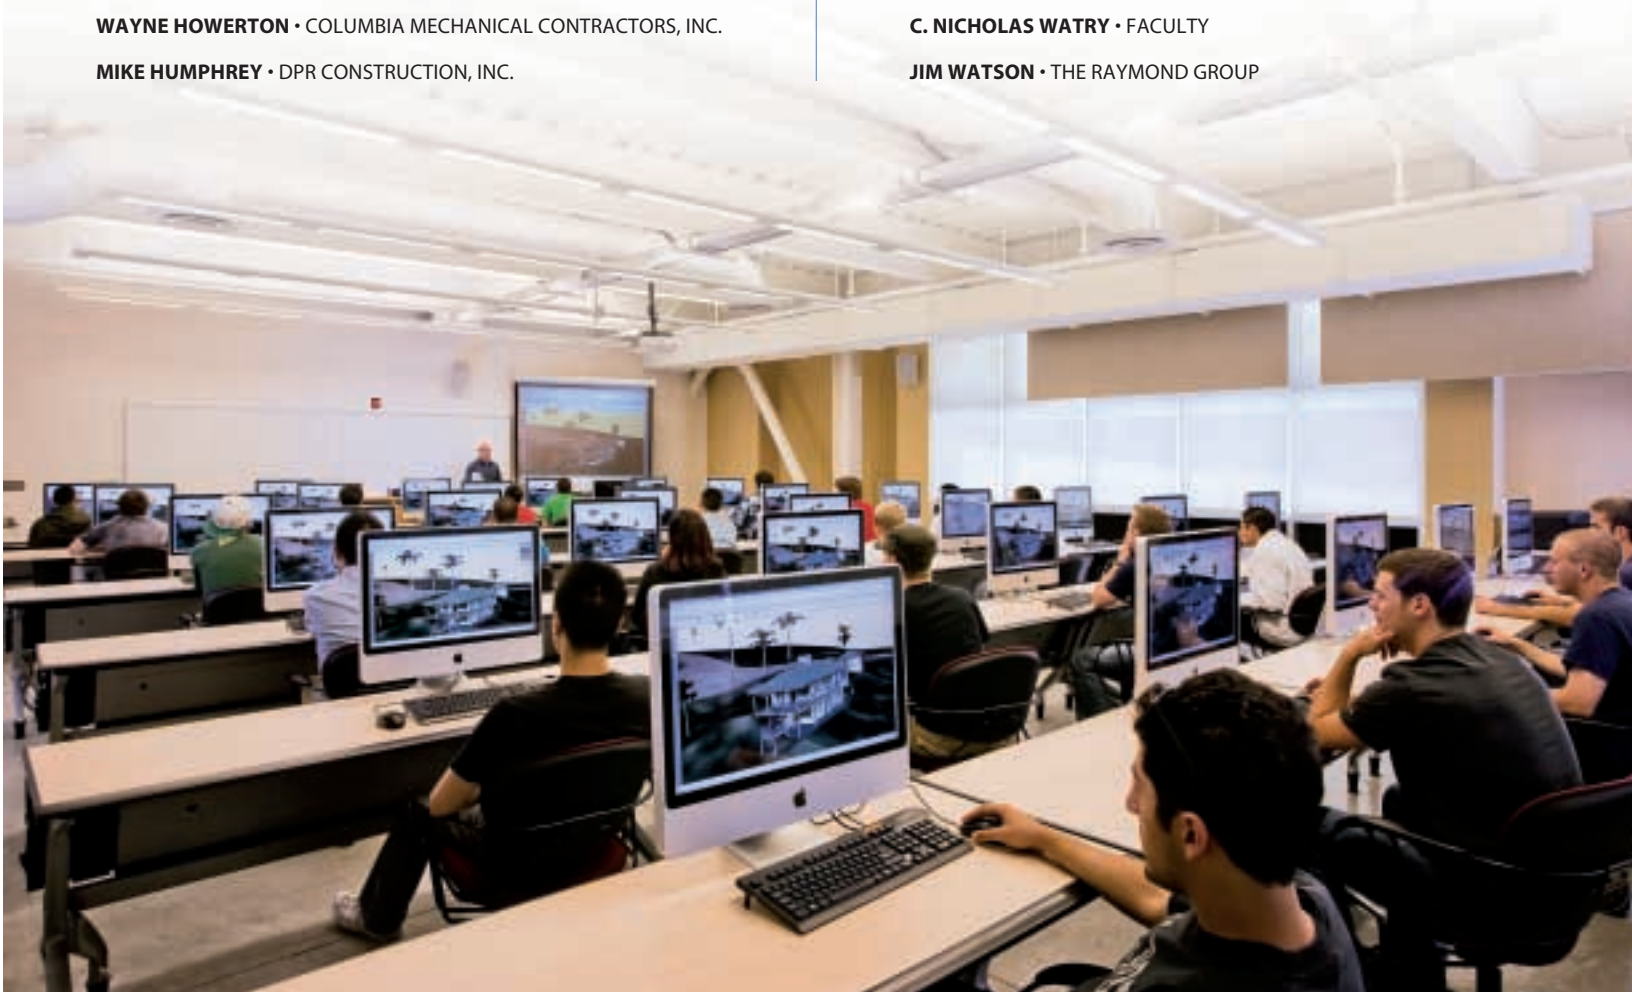 WAYNE HOWERTON • COLUMBIA MECHANICAL CONTRACTORS, INC.
MIKE HUMPHREY • DPR CONSTRUCTION, INC.
C. NICHOLAS WATRY • FACULTY
JIM WATSON • THE RAYMOND GROUP